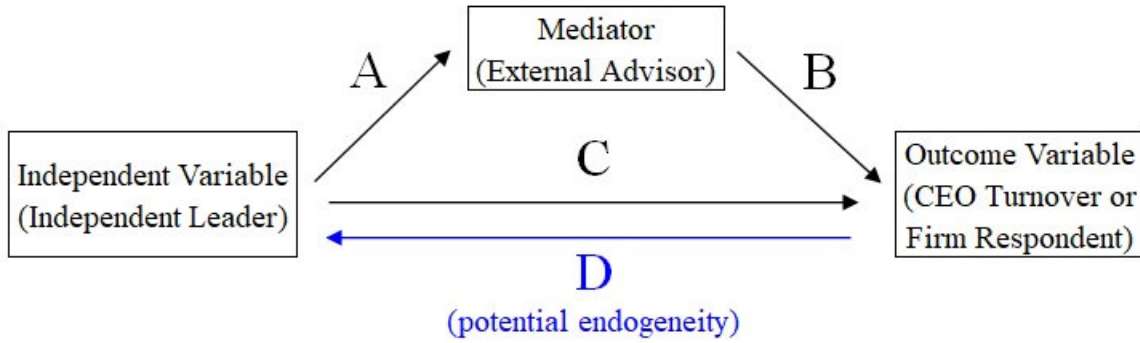 Mediator
(External Advisor)
A
B
Independent Variable
(Independent Leader)
C
Outcome Variable
(CEO Turnover or
Firm Respondent)
D
(potential endogeneity)